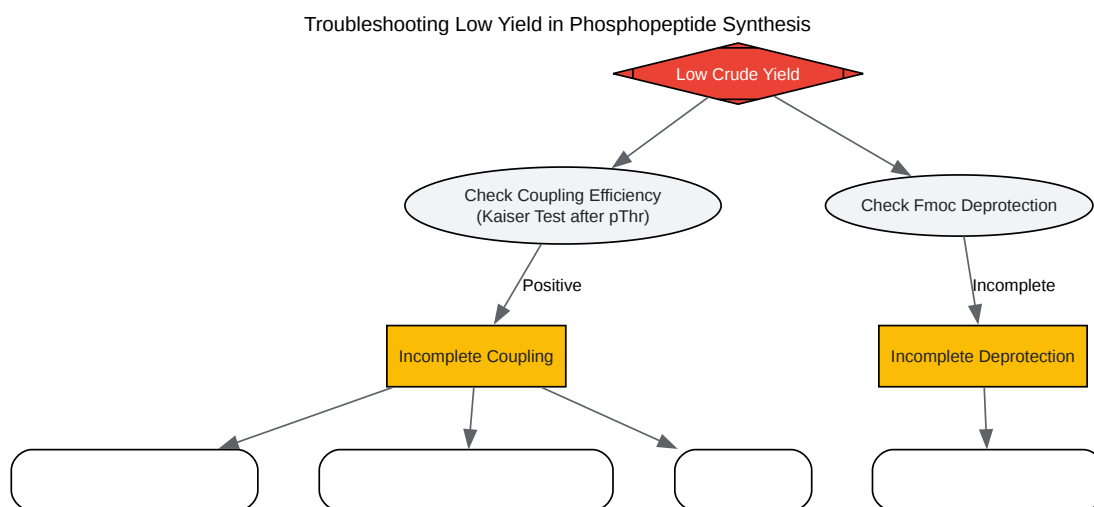 Troubleshooting Low Yield in Phosphopeptide Synthesis
Low Crude Yield
Check Coupling Efficiency
(Kaiser Test after pThr)
Check Fmoc Deprotection
Positive
Incomplete
Incomplete Coupling
Incomplete Deprotection